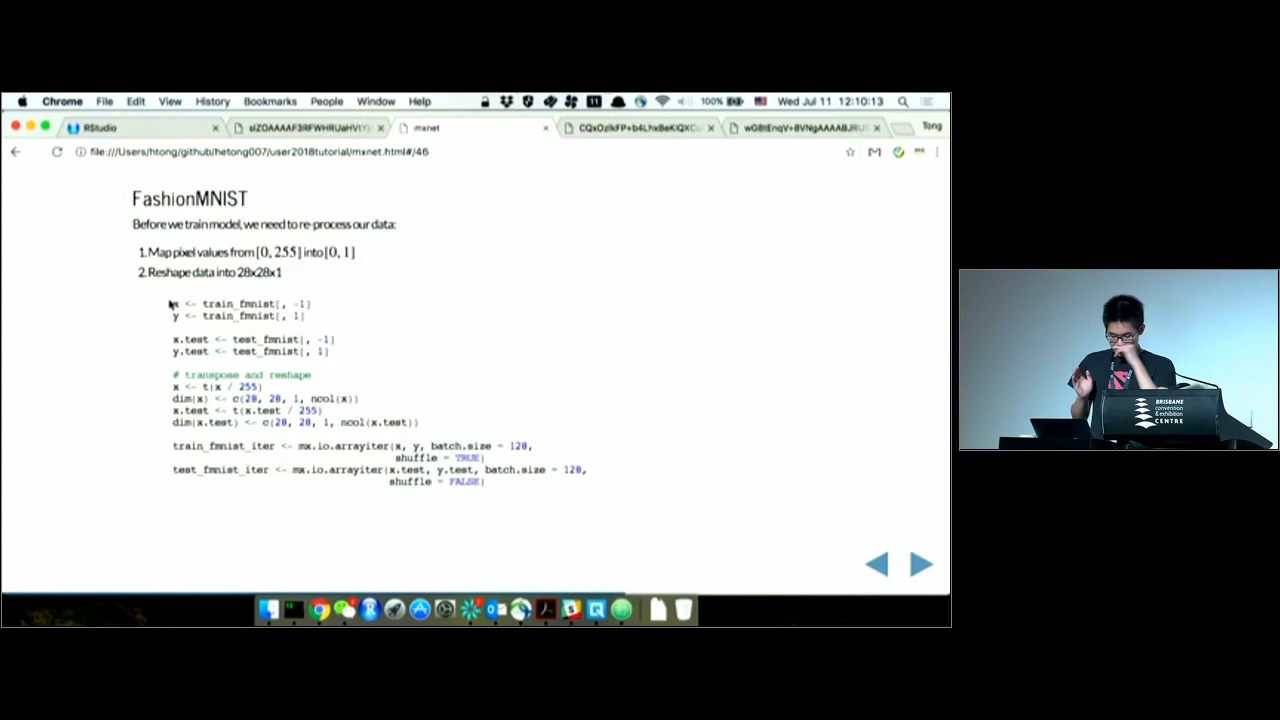 Chrome File Edit View History Bookmarks People Window Help 11 100% Wed Jul 11 12:10:13
RStudio mxnet Tong
file:///Users/htong/github/hetong007/user2018tutorial/mxnet.html#/46
FashionMNIST
Before we train model, we need to re-process our data:
1. Map pixel values from [0, 255] into [0, 1]
2. Reshape data into 28x28x1
x <- train_fmnist[, -1]
y <- train_fmnist[, 1]
x.test <- test_fmnist[, -1]
y.test <- test_fmnist[, 1]
# transpose and reshape
x <- t(x / 255)
dim(x) <- c(28, 28, 1, ncol(x))
x.test <- t(x.test / 255)
dim(x.test) <- c(28, 28, 1, ncol(x.test))
train_fmnist_iter <- mx.io.arrayiter(x, y, batch.size = 128,
shuffle = TRUE)
test_fmnist_iter <- mx.io.arrayiter(x.test, y.test, batch.size = 128,
shuffle = FALSE)
BRISBANE
convention
& exhibition
CENTRE